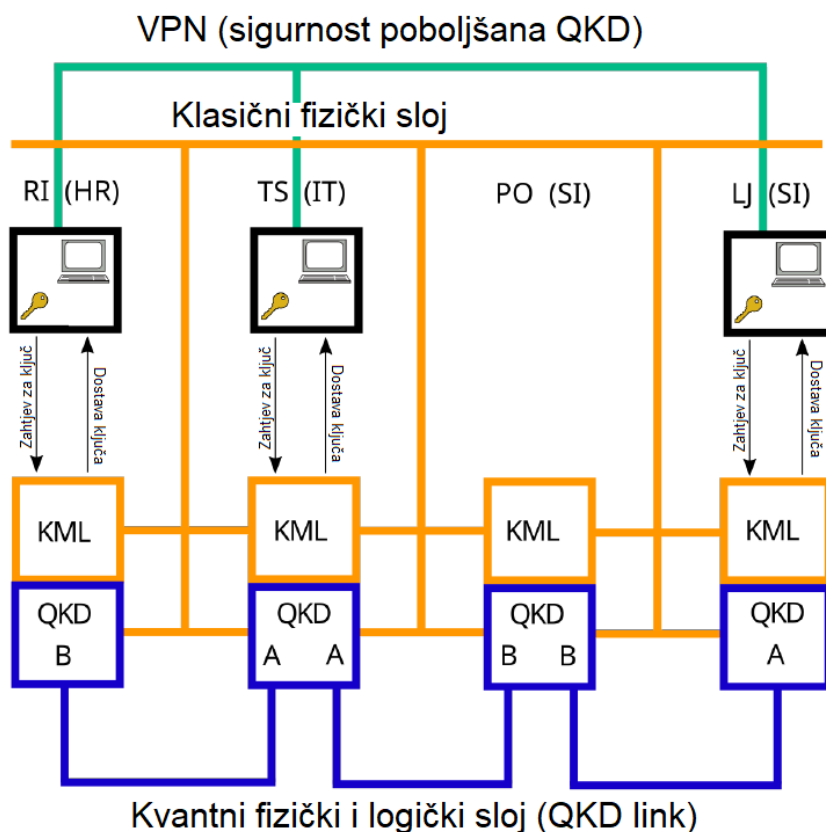 VPN (sigurnost poboljšana QKD)
Klasični fizički sloj
RI (HR)
TS (IT)
PO (SI)
LJ (SI)
Zahtjev za ključ
Dostava ključa
Zahtjev za ključ
Dostava ključa
Zahtjev za ključ
Dostava ključa
KML
KML
KML
KML
QKD
B
QKD
A A
QKD
B B
QKD
A
Kvantni fizički i logički sloj (QKD link)